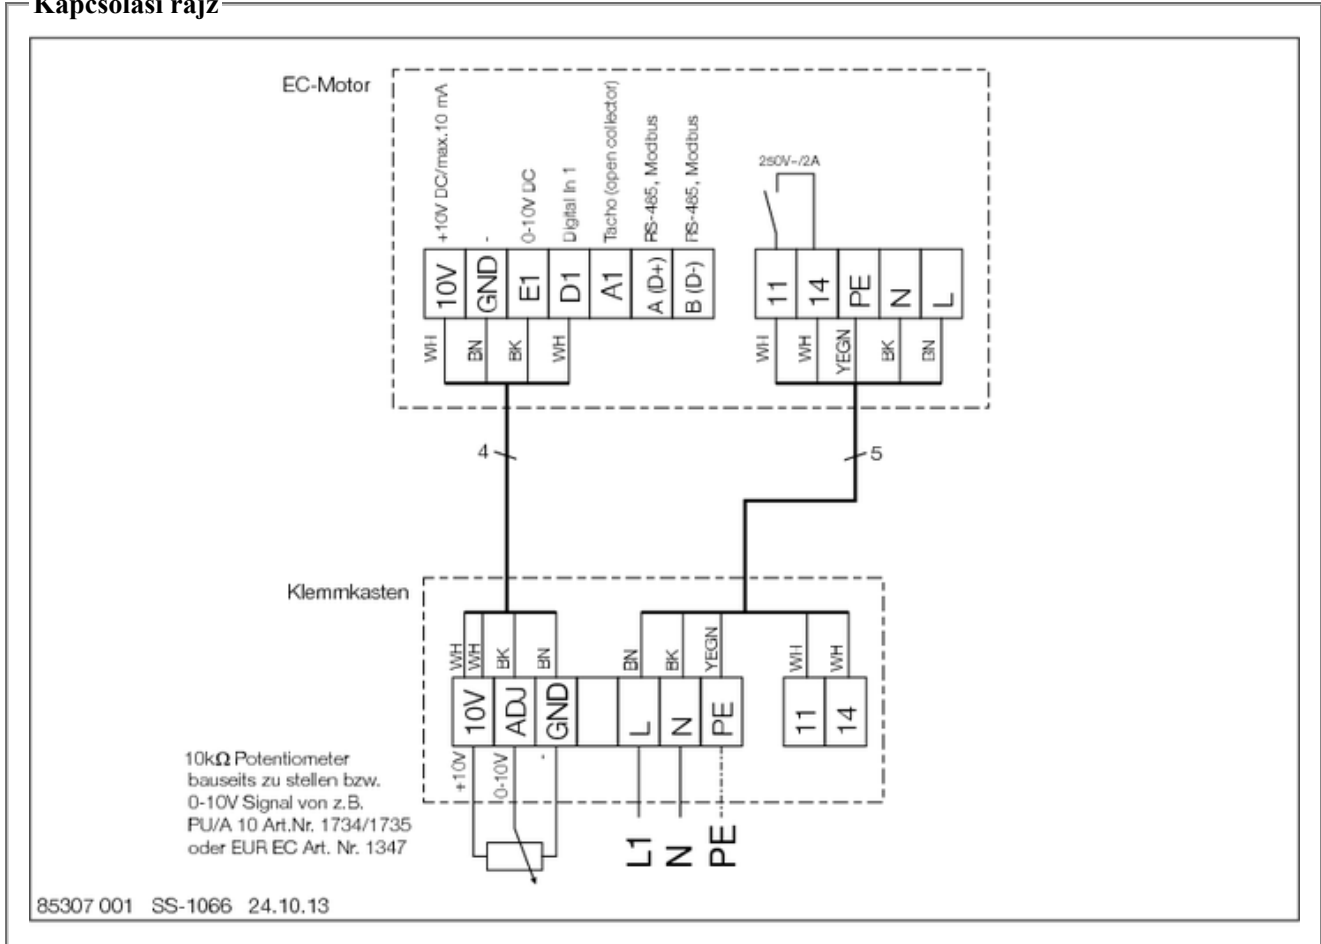 Kapcsolási rajz
EC-Motor
+10V DC/max.10 mA
-
0-10V DC
Digital In 1
Tacho (open collector)
RS-485, Modbus
RS-485, Modbus
250V~/2A
10V
GND
E1
D1
A1
A (D+)
B (D-)
11
14
PE
N
L
WH
BN
BK
WH
WH
WH
YEGN
BK
BN
4
5
Klemmkasten
WH
WH
BK
BN
BN
BK
YEGN
WH
WH
10V
ADJ
GND
L
N
PE
11
14
+10V
0-10V
-
10kΩ Potentiometer
bauseits zu stellen bzw.
0-10V Signal von z.B.
PU/A 10 Art.Nr. 1734/1735
oder EUR EC Art. Nr. 1347
L1
N
PE
85307 001 SS-1066 24.10.13